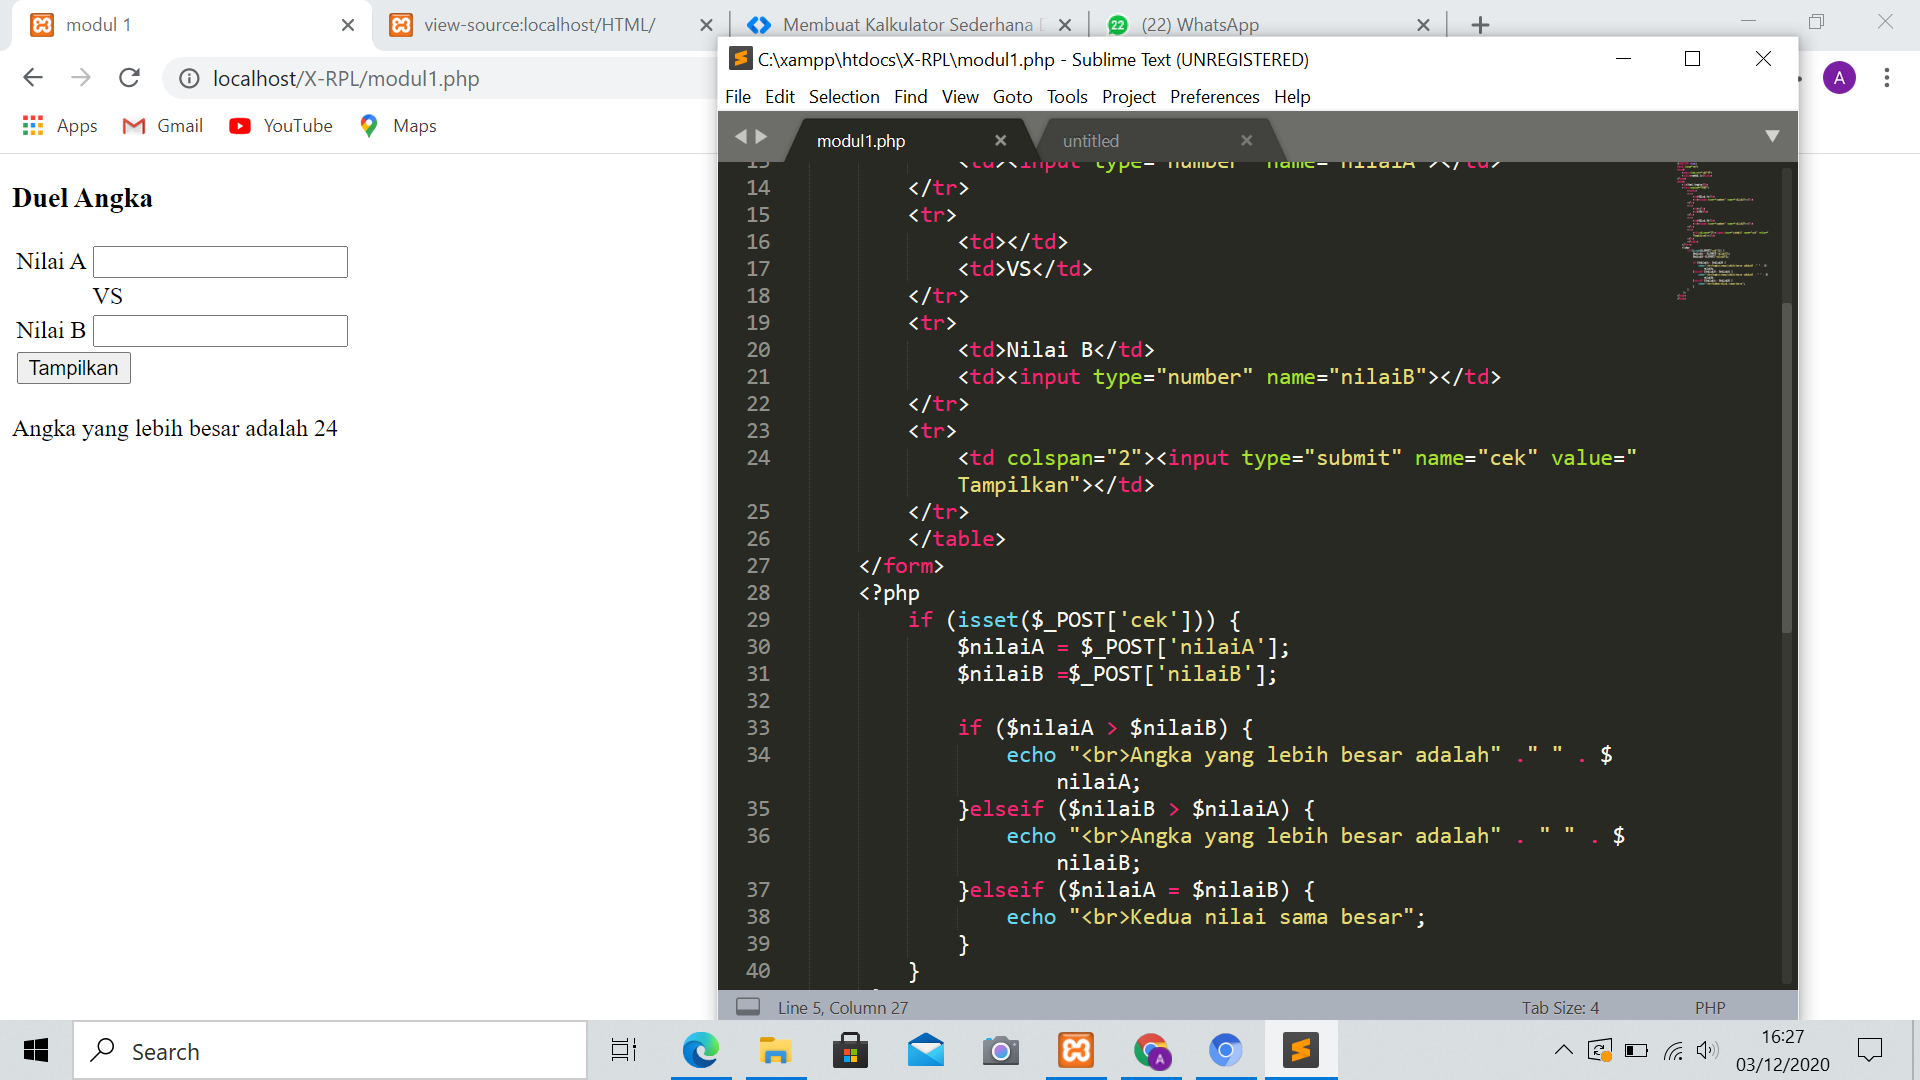 modul 1
view-source:localhost/HTML/
Membuat Kalkulator Sederhana
22 (22) WhatsApp
localhost/X-RPL/modul1.php
A
Apps
Gmail
YouTube
Maps
Duel Angka
Nilai A
VS
Nilai B
Tampilkan
Angka yang lebih besar adalah 24
C:\xampp\htdocs\X-RPL\modul1.php - Sublime Text (UNREGISTERED)
File Edit Selection Find View Goto Tools Project Preferences Help
modul1.php
untitled
13 <td><input type="number" name="nilaiA"></td>
14 </tr>
15 <tr>
16 <td></td>
17 <td>VS</td>
18 </tr>
19 <tr>
20 <td>Nilai B</td>
21 <td><input type="number" name="nilaiB"></td>
22 </tr>
23 <tr>
24 <td colspan="2"><input type="submit" name="cek" value="
Tampilkan"></td>
25 </tr>
26 </table>
27 </form>
28 <?php
29 if (isset($_POST['cek'])) {
30 $nilaiA = $_POST['nilaiA'];
31 $nilaiB =$_POST['nilaiB'];
32
33 if ($nilaiA > $nilaiB) {
34 echo "<br>Angka yang lebih besar adalah" ." " . $
nilaiA;
35 }elseif ($nilaiB > $nilaiA) {
36 echo "<br>Angka yang lebih besar adalah" . " " . $
nilaiB;
37 }elseif ($nilaiA = $nilaiB) {
38 echo "<br>Kedua nilai sama besar";
39 }
40 }
Line 5, Column 27
Tab Size: 4
PHP
Search
A
16:27
03/12/2020